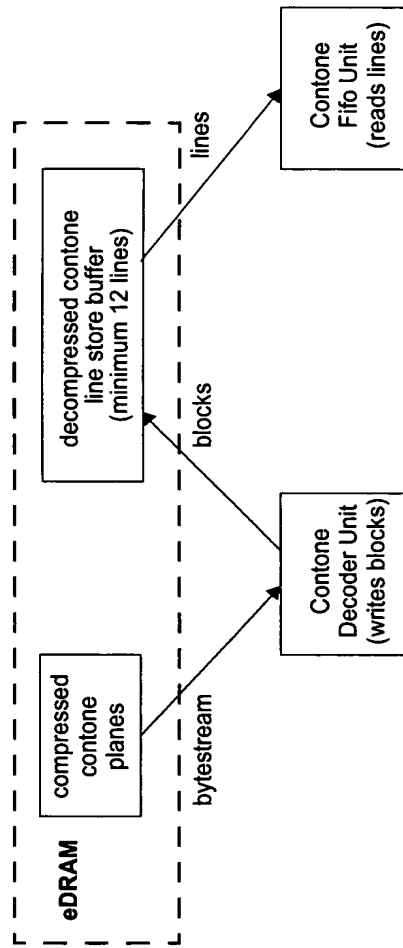 eDRAM
compressed
contone
planes
decompressed contone
line store buffer
(minimum 12 lines)
bytestream
blocks
lines
Contone
Decoder Unit
(writes blocks)
Contone
Fifo Unit
(reads lines)